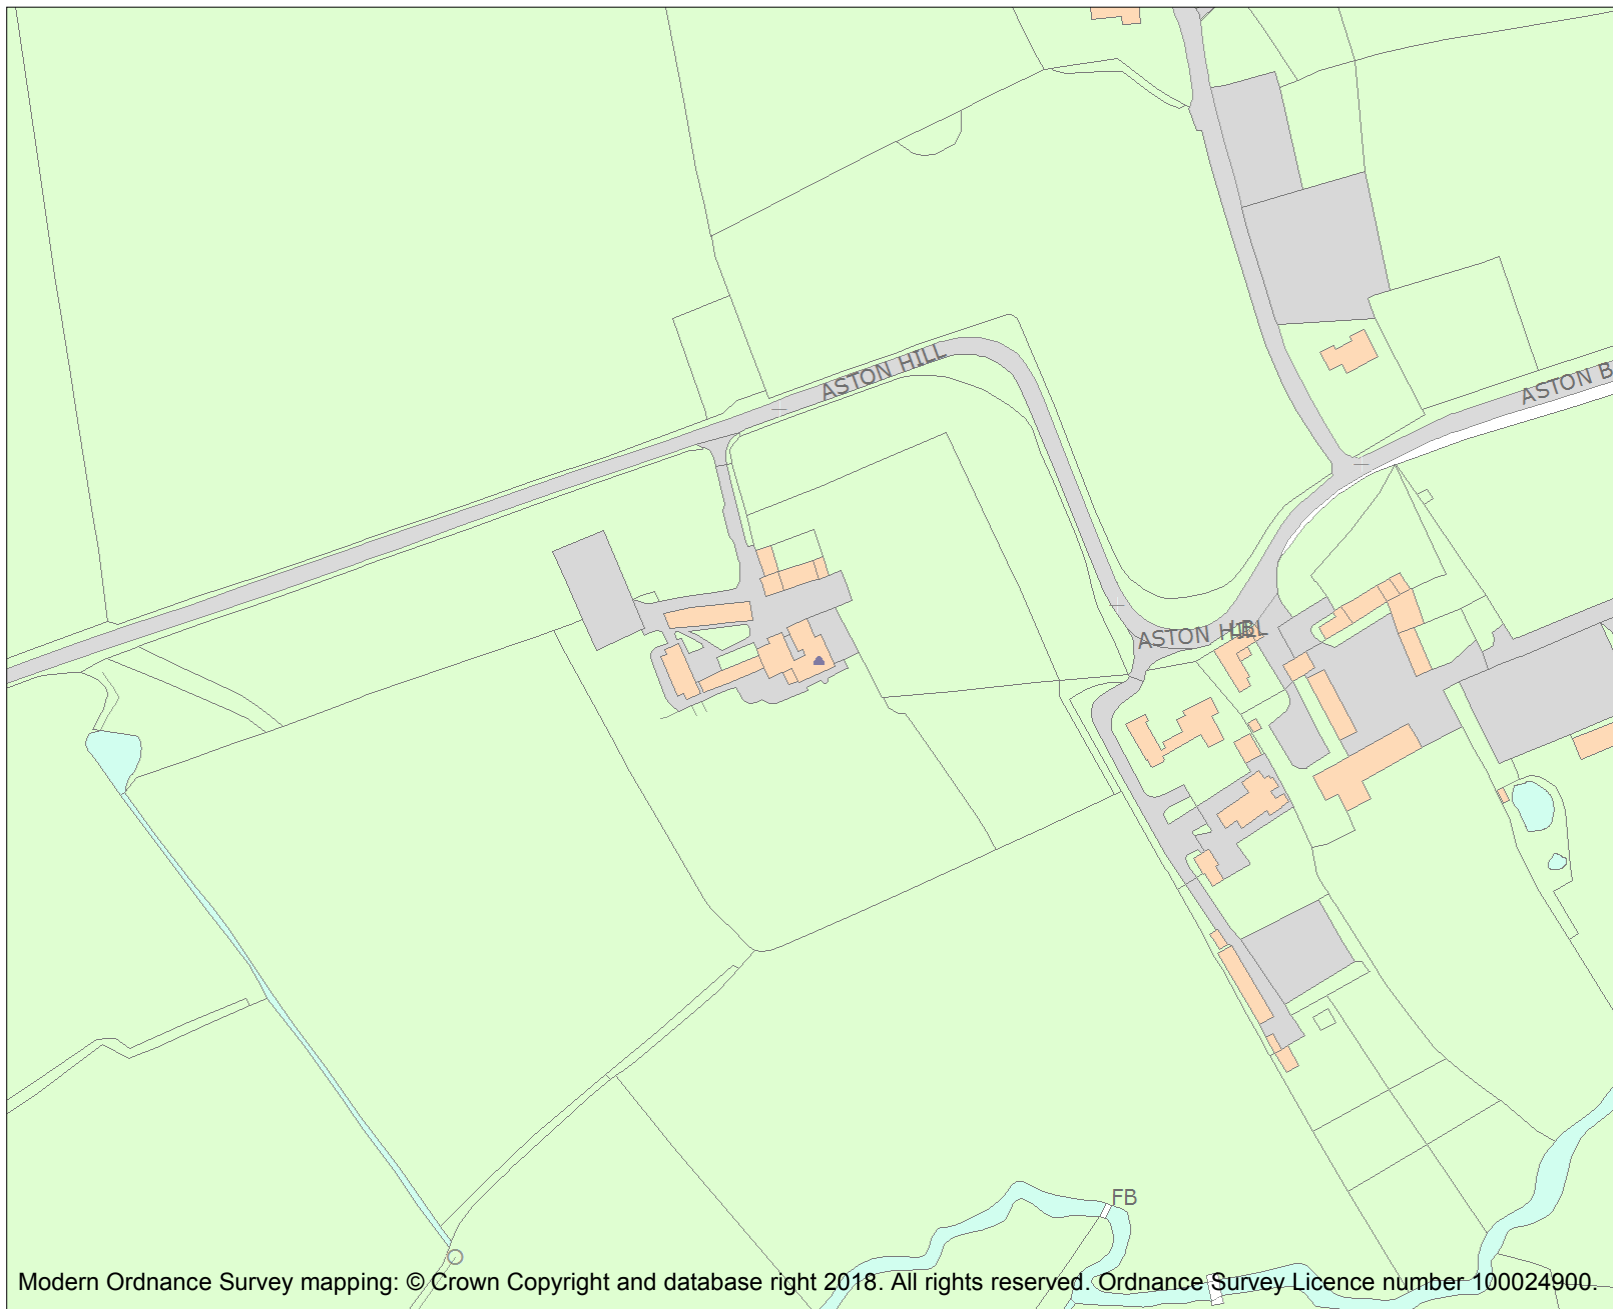 ASTON HILL
ASTON B
ASTON HILL
LB
FB
Modern Ordnance Survey mapping: © Crown Copyright and database right 2018. All rights reserved. Ordnance Survey Licence number 100024900.